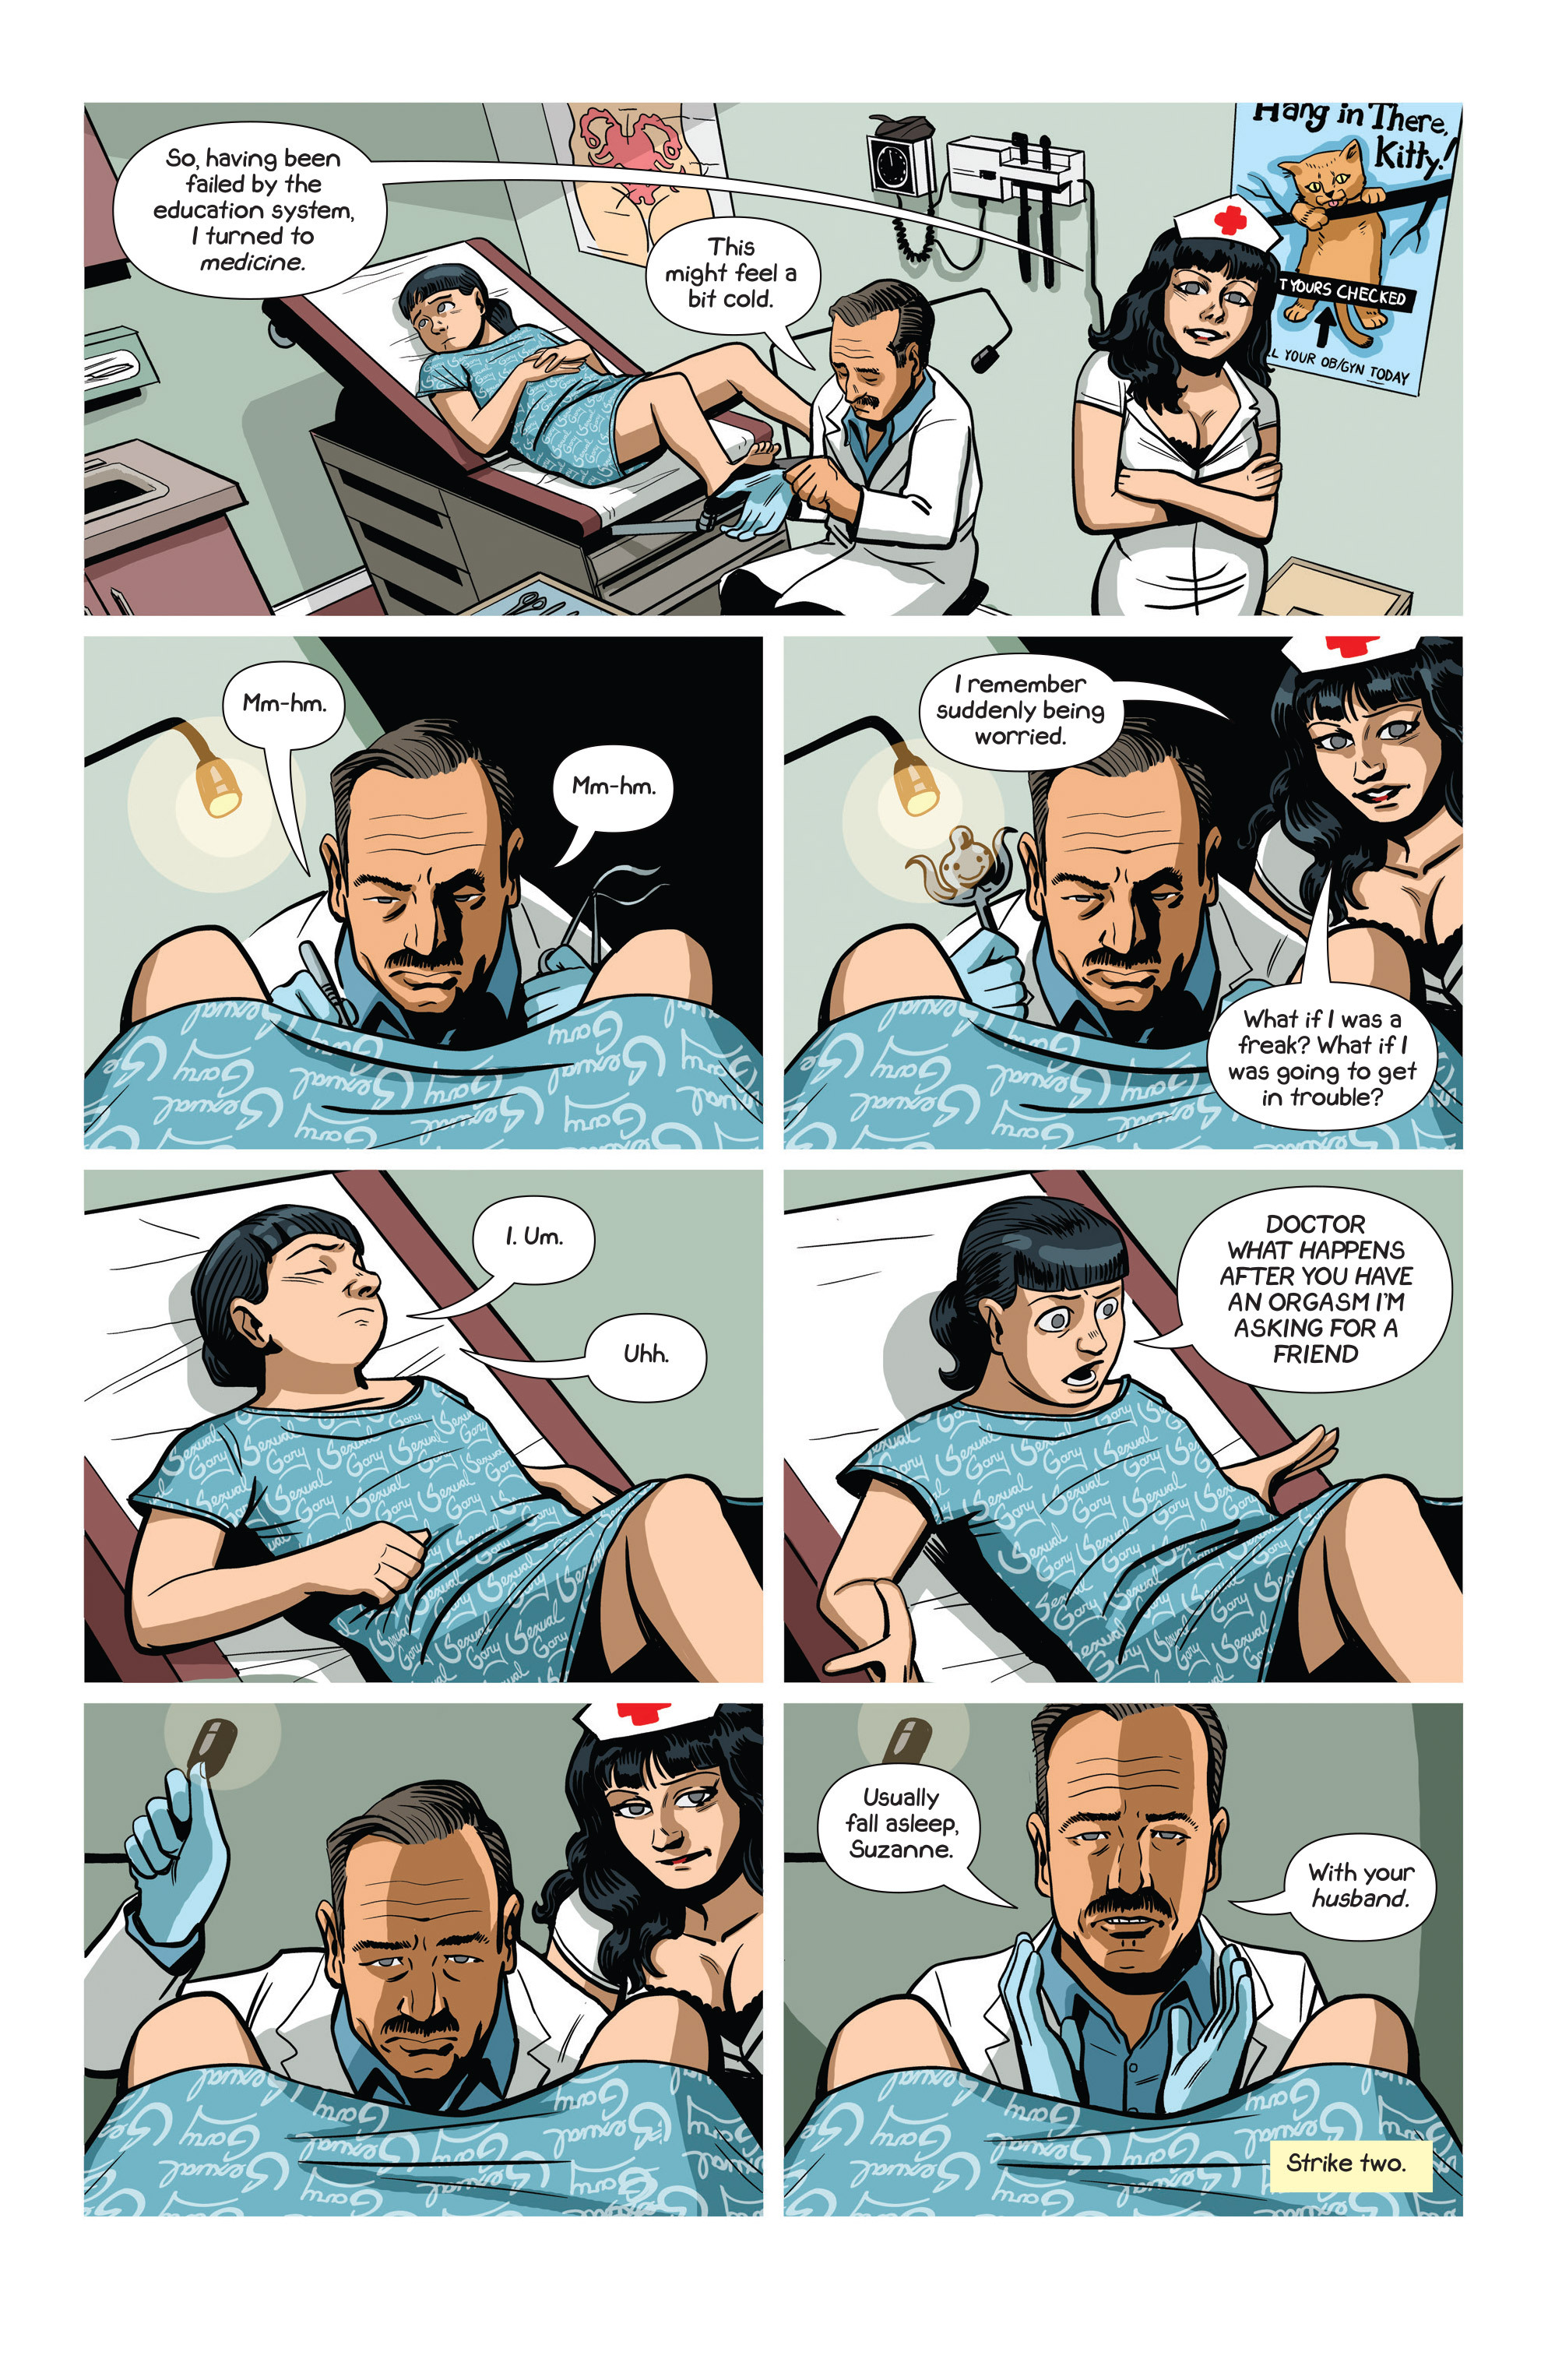 Hang in There,
Kitty!
T YOURS CHECKED
L YOUR OB/GYN TODAY
So, having been
failed by the
education system,
I turned to
medicine.
This
might feel a
bit cold.
Mm-hm.
Mm-hm.
I remember
suddenly being
worried.
What if I was a
freak? What if I
was going to get
in trouble?
I. Um.
Uhh.
Sexual
Gary
DOCTOR
WHAT HAPPENS
AFTER YOU HAVE
AN ORGASM I'M
ASKING FOR A
FRIEND
Usually
fall asleep,
Suzanne.
With your
husband.
Strike two.